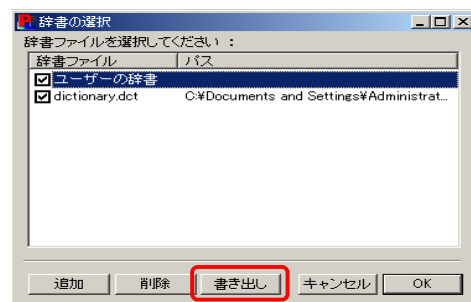 辞書の選択
辞書ファイルを選択してください：
辞書ファイル パス
ユーザーの辞書
dictionary.dct C:¥Documents and Settings¥Administrat...
追加 削除 書き出し キャンセル OK